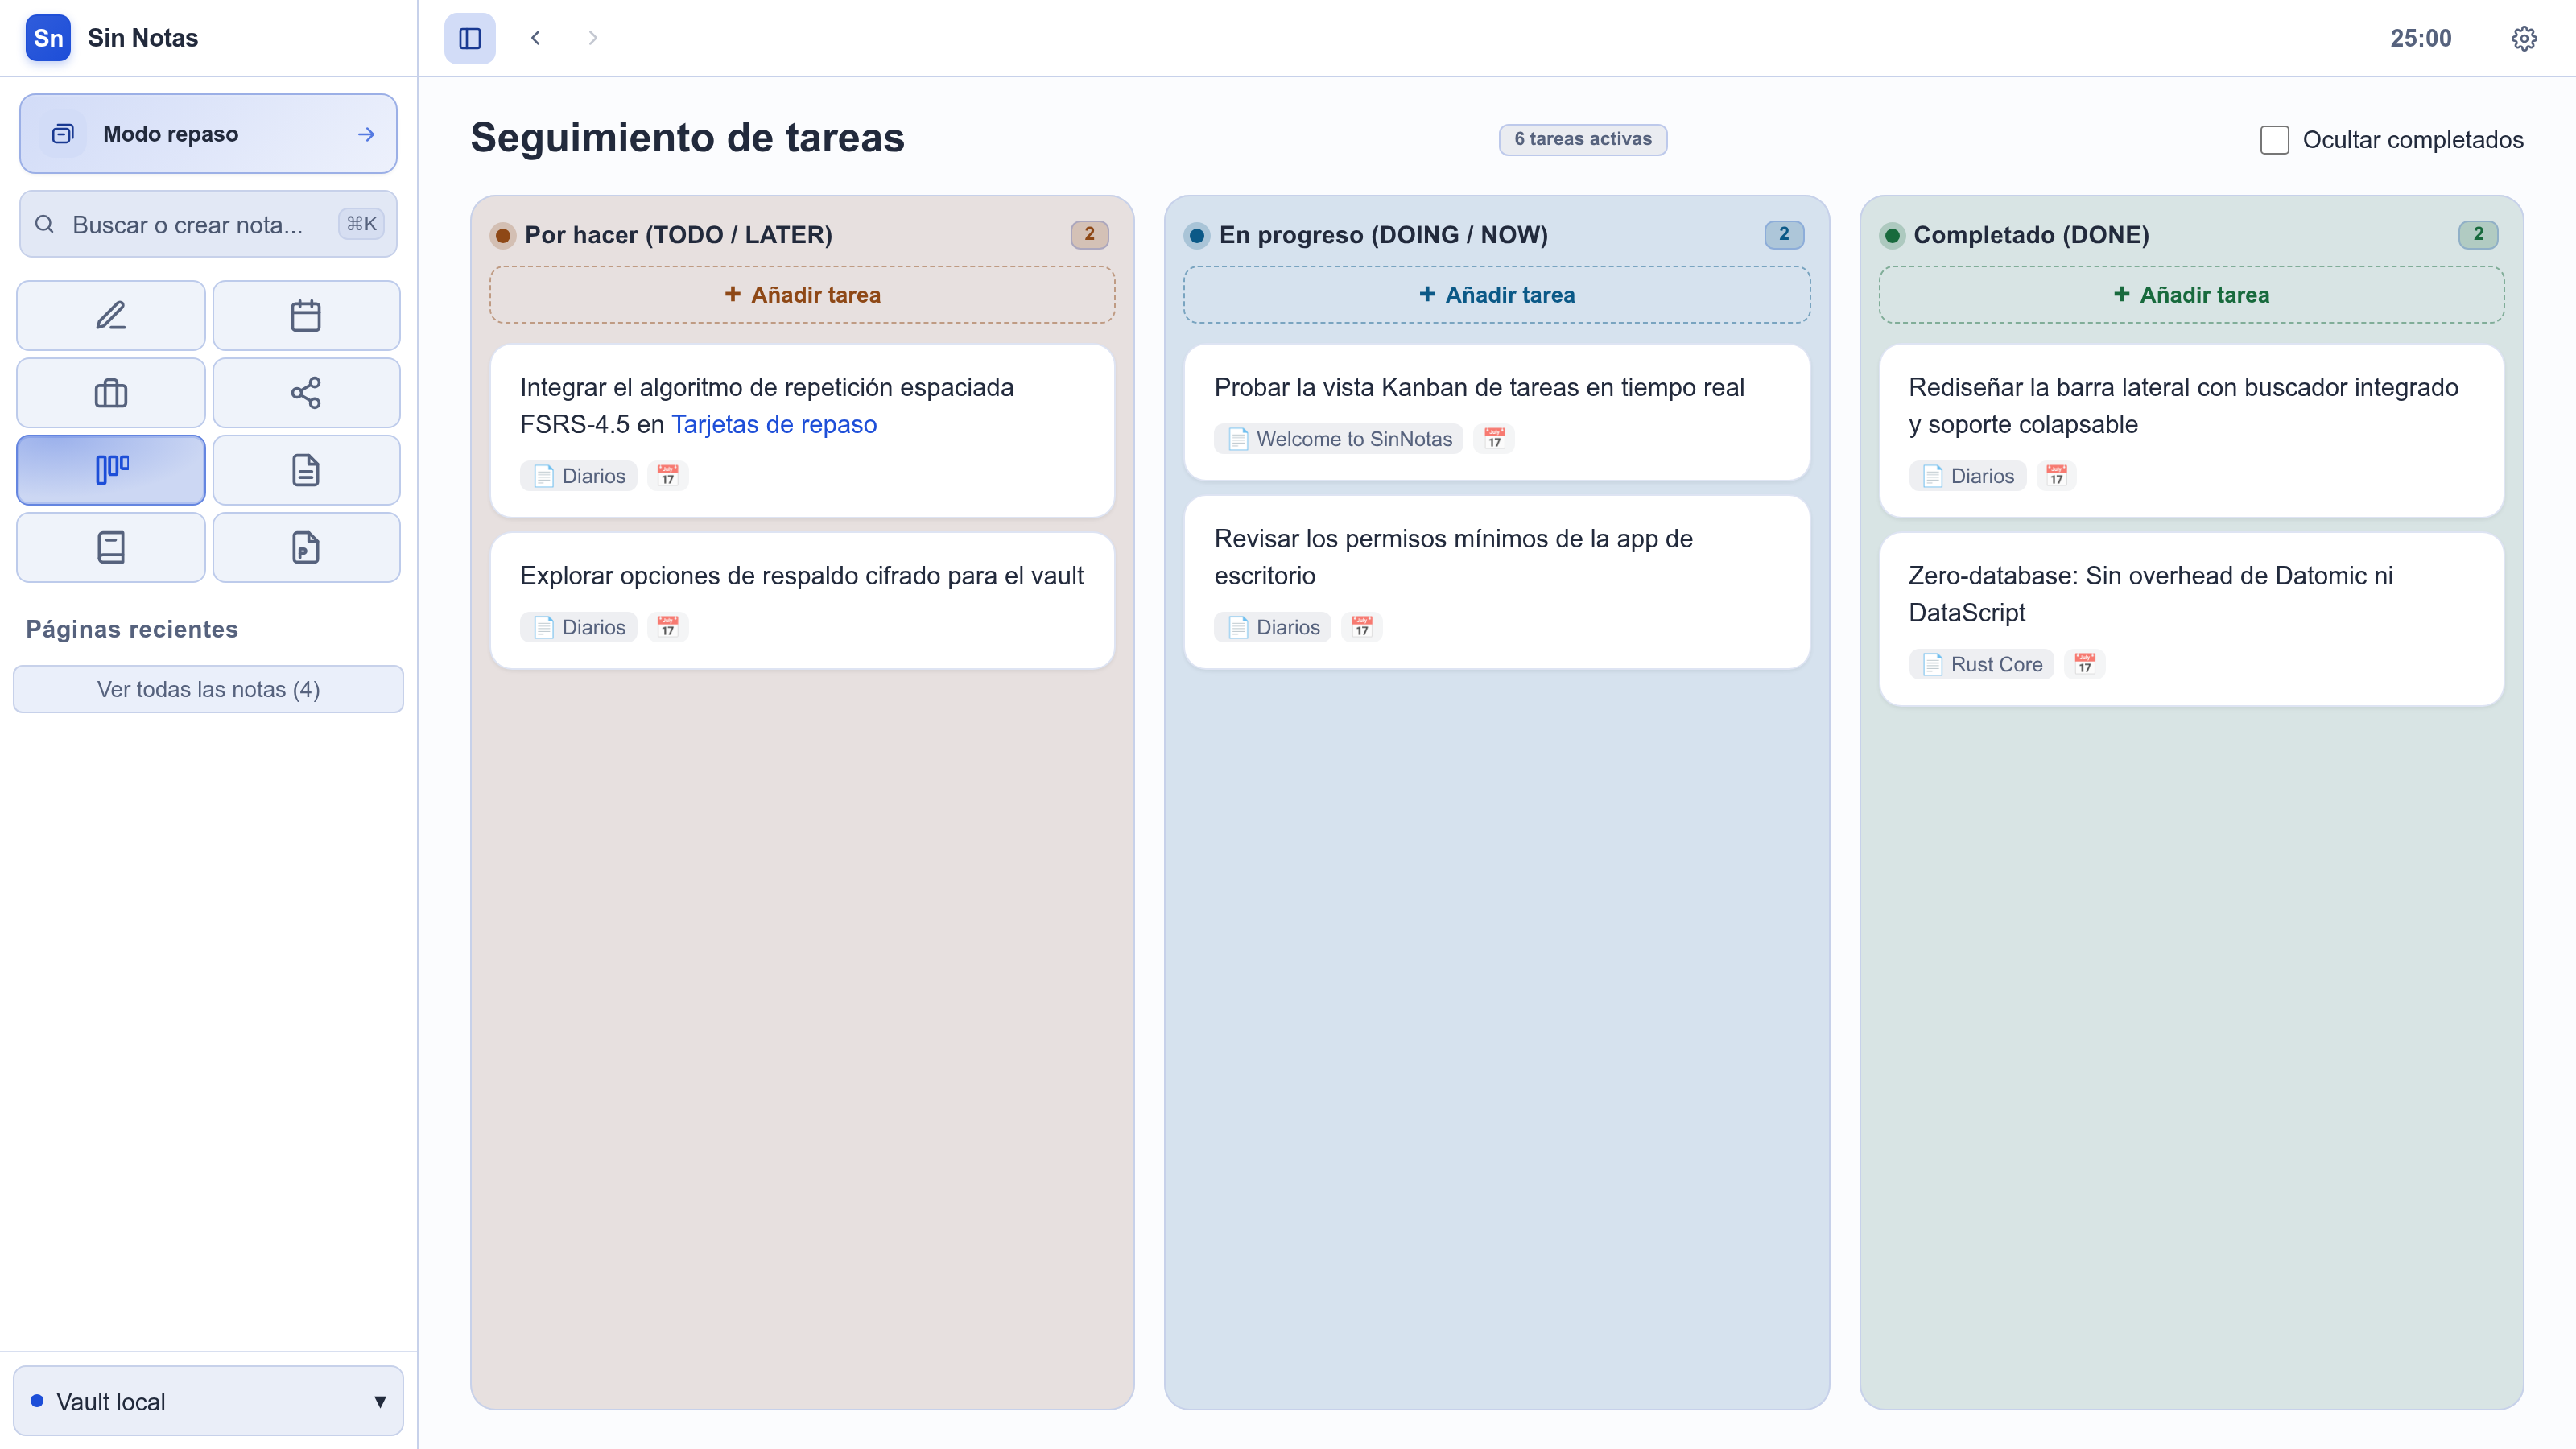 Sn Sin Notas
25:00
Modo repaso
Buscar o crear nota... ⌘K
Páginas recientes
Ver todas las notas (4)
Vault local
Seguimiento de tareas
6 tareas activas
Ocultar completados
Por hacer (TODO / LATER) 2
+ Añadir tarea
Integrar el algoritmo de repetición espaciada
FSRS-4.5 en Tarjetas de repaso
Diarios
Explorar opciones de respaldo cifrado para el vault
Diarios
En progreso (DOING / NOW) 2
+ Añadir tarea
Probar la vista Kanban de tareas en tiempo real
Welcome to SinNotas
Revisar los permisos mínimos de la app de
escritorio
Diarios
Completado (DONE) 2
+ Añadir tarea
Rediseñar la barra lateral con buscador integrado
y soporte colapsable
Diarios
Zero-database: Sin overhead de Datomic ni
DataScript
Rust Core